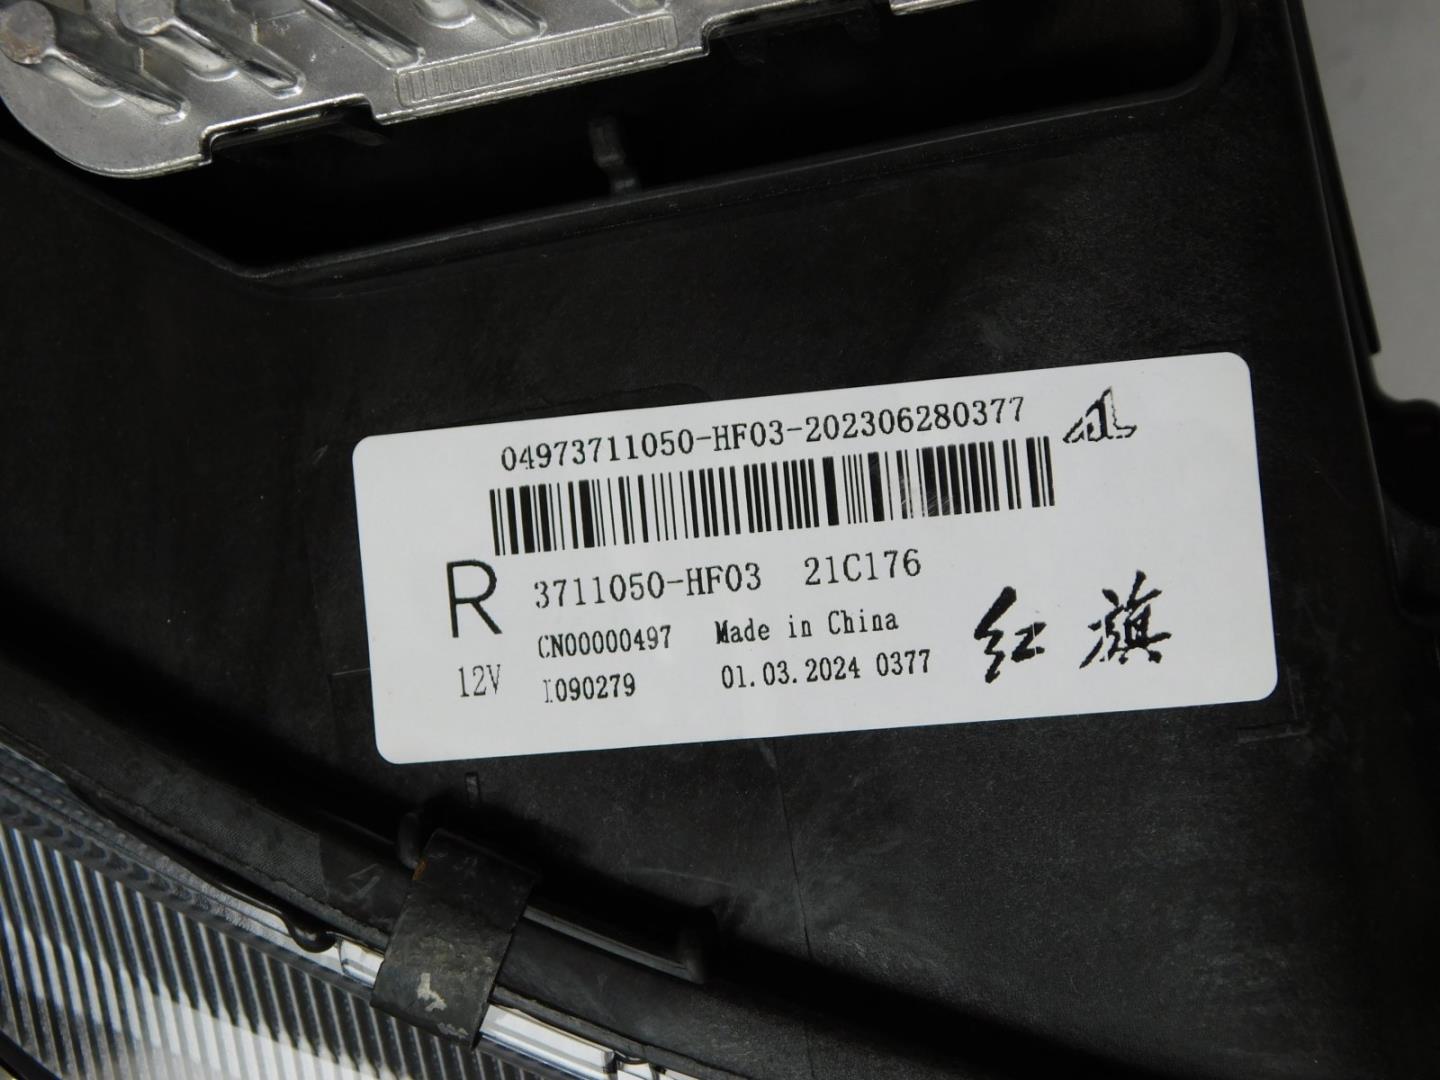 04973711050-HF03-202306280377
R 3711050-HF03 21C176
CN00000497 Made in China
12V I090279 01.03.2024 0377
红旗